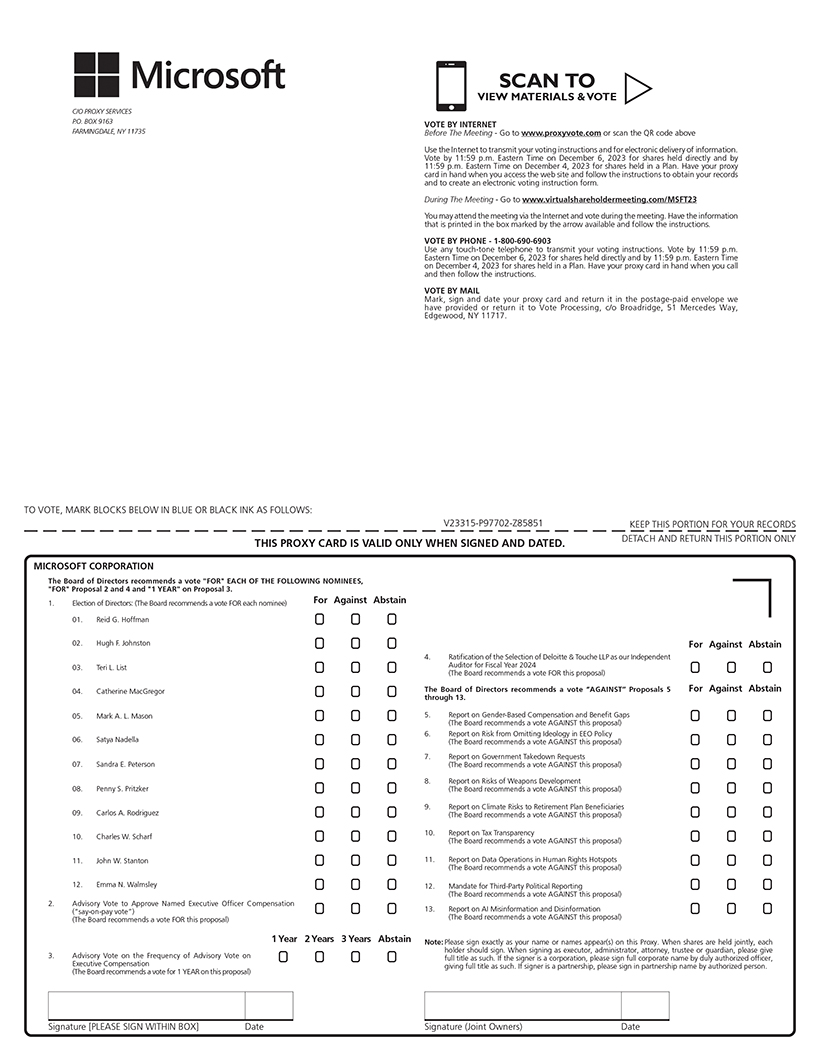 Microsoft
C/O PROXY SERVICES
P.O. BOX 9163
FARMINGDALE, NY 11735
SCAN TO
VIEW MATERIALS & VOTE
VOTE BY INTERNET
Before The Meeting - Go to www.proxyvote.com or scan the QR code above
Use the Internet to transmit your voting instructions and for electronic delivery of information.
Vote by 11:59 p.m. Eastern Time on December 6, 2023 for shares held directly and by
11:59 p.m. Eastern Time on December 4, 2023 for shares held in a Plan. Have your proxy
card in hand when you access the web site and follow the instructions to obtain your records
and to create an electronic voting instruction form.
During The Meeting - Go to www.virtualshareholdermeeting.com/MSFT23
You may attend the meeting via the Internet and vote during the meeting. Have the information
that is printed in the box marked by the arrow available and follow the instructions.
VOTE BY PHONE - 1-800-690-6903
Use any touch-tone telephone to transmit your voting instructions. Vote by 11:59 p.m.
Eastern Time on December 6, 2023 for shares held directly and by 11:59 p.m. Eastern Time
on December 4, 2023 for shares held in a Plan. Have your proxy card in hand when you call
and then follow the instructions.
VOTE BY MAIL
Mark, sign and date your proxy card and return it in the postage-paid envelope we
have provided or return it to Vote Processing, c/o Broadridge, 51 Mercedes Way,
Edgewood, NY 11717.
TO VOTE, MARK BLOCKS BELOW IN BLUE OR BLACK INK AS FOLLOWS:
V23315-P97702-Z85851
KEEP THIS PORTION FOR YOUR RECORDS
DETACH AND RETURN THIS PORTION ONLY
THIS PROXY CARD IS VALID ONLY WHEN SIGNED AND DATED.
MICROSOFT CORPORATION
The Board of Directors recommends a vote "FOR" EACH OF THE FOLLOWING NOMINEES,
"FOR" Proposal 2 and 4 and "1 YEAR" on Proposal 3.
1. Election of Directors: (The Board recommends a vote FOR each nominee)
For Against Abstain
01. Reid G. Hoffman
02. Hugh F. Johnston
03. Teri L. List
04. Catherine MacGregor
05. Mark A. L. Mason
06. Satya Nadella
07. Sandra E. Peterson
08. Penny S. Pritzker
09. Carlos A. Rodriguez
10. Charles W. Scharf
11. John W. Stanton
12. Emma N. Walmsley
2. Advisory Vote to Approve Named Executive Officer Compensation
("say-on-pay vote")
(The Board recommends a vote FOR this proposal)
1 Year 2 Years 3 Years Abstain
3. Advisory Vote on the Frequency of Advisory Vote on
Executive Compensation
(The Board recommends a vote for 1 YEAR on this proposal)
For Against Abstain
4. Ratification of the Selection of Deloitte & Touche LLP as our Independent
Auditor for Fiscal Year 2024
(The Board recommends a vote FOR this proposal)
The Board of Directors recommends a vote "AGAINST" Proposals 5
through 13.
For Against Abstain
5. Report on Gender-Based Compensation and Benefit Gaps
(The Board recommends a vote AGAINST this proposal)
6. Report on Risk from Omitting Ideology in EEO Policy
(The Board recommends a vote AGAINST this proposal)
7. Report on Government Takedown Requests
(The Board recommends a vote AGAINST this proposal)
8. Report on Risks of Weapons Development
(The Board recommends a vote AGAINST this proposal)
9. Report on Climate Risks to Retirement Plan Beneficiaries
(The Board recommends a vote AGAINST this proposal)
10. Report on Tax Transparency
(The Board recommends a vote AGAINST this proposal)
11. Report on Data Operations in Human Rights Hotspots
(The Board recommends a vote AGAINST this proposal)
12. Mandate for Third-Party Political Reporting
(The Board recommends a vote AGAINST this proposal)
13. Report on AI Misinformation and Disinformation
(The Board recommends a vote AGAINST this proposal)
Note: Please sign exactly as your name or names appear(s) on this Proxy. When shares are held jointly, each
holder should sign. When signing as executor, administrator, attorney, trustee or guardian, please give
full title as such. If the signer is a corporation, please sign full corporate name by duly authorized officer,
giving full title as such. If signer is a partnership, please sign in partnership name by authorized person.
Signature [PLEASE SIGN WITHIN BOX] Date
Signature (Joint Owners) Date